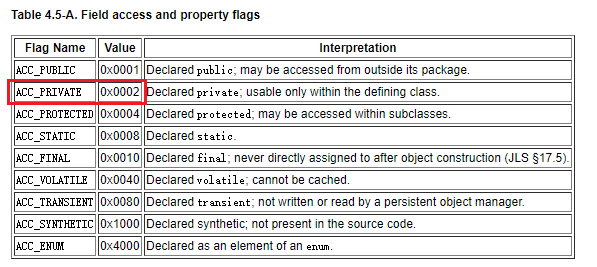 Table 4.5-A. Field access and property flags
Flag Name Value Interpretation
ACC_PUBLIC 0x0001 Declared public; may be accessed from outside its package.
ACC_PRIVATE 0x0002 Declared private; usable only within the defining class.
ACC_PROTECTED 0x0004 Declared protected; may be accessed within subclasses.
ACC_STATIC 0x0008 Declared static.
ACC_FINAL 0x0010 Declared final; never directly assigned to after object construction (JLS §17.5).
ACC_VOLATILE 0x0040 Declared volatile; cannot be cached.
ACC_TRANSIENT 0x0080 Declared transient; not written or read by a persistent object manager.
ACC_SYNTHETIC 0x1000 Declared synthetic; not present in the source code.
ACC_ENUM 0x4000 Declared as an element of an enum.